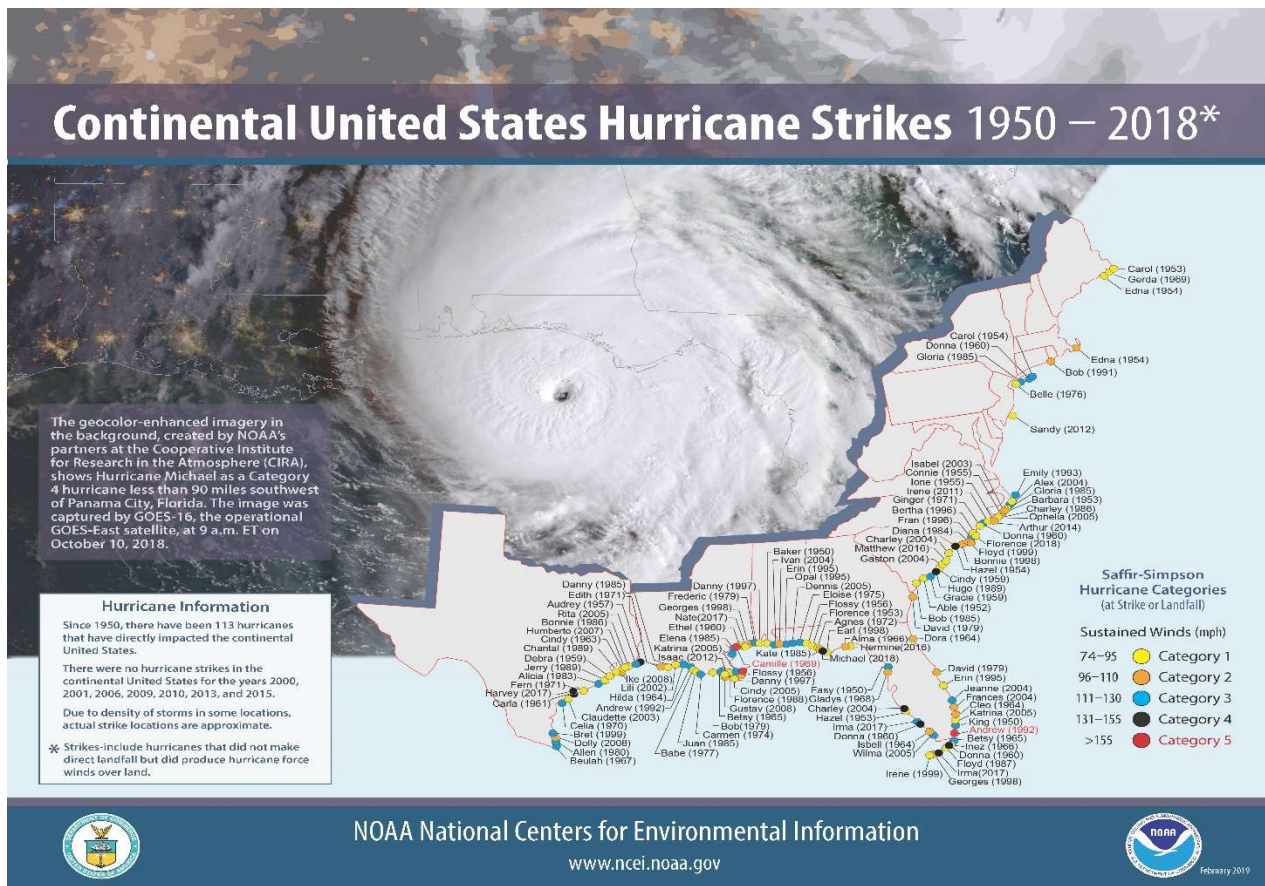 Continental United States Hurricane Strikes 1950 – 2018*
The geocolor-enhanced imagery in
the background, created by NOAA's
partners at the Cooperative Institute
for Research in the Atmosphere (CIRA),
shows Hurricane Michael as a Category
4 hurricane less than 90 miles southwest
of Panama City, Florida. The image was
captured by GOES-16, the operational
GOES-East satellite, at 9 a.m. ET on
October 10, 2018.
Hurricane Information
Since 1950, there have been 113 hurricanes
that have directly impacted the continental
United States.
There were no hurricane strikes in the
continental United States for the years 2000,
2001, 2006, 2009, 2010, 2013, and 2015.
Due to density of storms in some locations,
actual strike locations are approximate.
* Strikes-include hurricanes that did not make
direct landfall but did produce hurricane force
winds over land.
Carol (1953)
Gerda (1969)
Edna (1954)
Carol (1954)
Donna (1960)
Gloria (1985)
Edna (1954)
Bob (1991)
Belle (1976)
Sandy (2012)
Isabel (2003)
Connie (1955)
Ione (1955)
Irene (2011)
Ginger (1971)
Bertha (1996)
Fran (1996)
Diana (1984)
Charley (2004)
Matthew (2016)
Gaston (2004)
Emily (1993)
Alex (2004)
Gloria (1985)
Barbara (1953)
Charley (1986)
Ophelia (2005)
Arthur (2014)
Donna (1960)
Florence (2018)
Floyd (1999)
Bonnie (1998)
Hazel (1954)
Cindy (1959)
Hugo (1989)
Gracie (1959)
Able (1952)
Bob (1985)
David (1979)
Dora (1964)
Danny (1985)
Edith (1971)
Audrey (1957)
Rita (2005)
Bonnie (1986)
Humberto (2007)
Cindy (1963)
Chantal (1989)
Debra (1959)
Jerry (1989)
Alicia (1983)
Fern (1971)
Harvey (2017)
Carla (1961)
Celia (1970)
Bret (1999)
Dolly (2008)
Allen (1980)
Beulah (1967)
Ike (2008)
Lili (2002)
Hilda (1964)
Andrew (1992)
Claudette (2003)
Danny (1997)
Frederic (1979)
Georges (1998)
Nate(2017)
Ethel (1960)
Elena (1985)
Katrina (2005)
Isaac (2012)
Baker (1950)
Ivan (2004)
Erin (1995)
Opal (1995)
Dennis (2005)
Eloise (1975)
Flossy (1956)
Florence (1953)
Agnes (1972)
Earl (1998)
Alma (1966)
Hermine(2016)
Kate (1985)
Michael (2018)
Camille (1969)
Flossy (1956)
Danny (1997)
Cindy (2005)
Florence (1988)
Gustav (2008)
Betsy (1965)
Bob(1979)
Carmen (1974)
Juan (1985)
Babe (1977)
Easy (1950)
Gladys (1968)
Charley (2004)
Hazel (1953)
Irma (2017)
Donna (1960)
Isbell (1964)
Wilma (2005)
Irene (1999)
David (1979)
Erin (1995)
Jeanne (2004)
Frances (2004)
Cleo (1964)
Katrina (2005)
King (1950)
Andrew (1992)
Betsy (1965)
Inez (1966)
Donna (1960)
Floyd (1987)
Irma(2017)
Georges (1998)
Saffir-Simpson
Hurricane Categories
(at Strike or Landfall)
Sustained Winds (mph)
74–95 Category 1
96–110 Category 2
111–130 Category 3
131–155 Category 4
>155 Category 5
NOAA National Centers for Environmental Information
www.ncei.noaa.gov
NOAA
February 2019